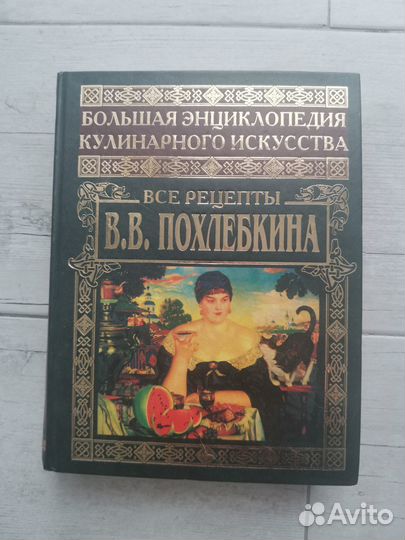 БОЛЬШАЯ ЭНЦИКЛОПЕДИЯ
КУЛИНАРНОГО ИСКУССТВА
ВСЕ РЕЦЕПТЫ
В.В. ПОХЛЕБКИНА
Avito